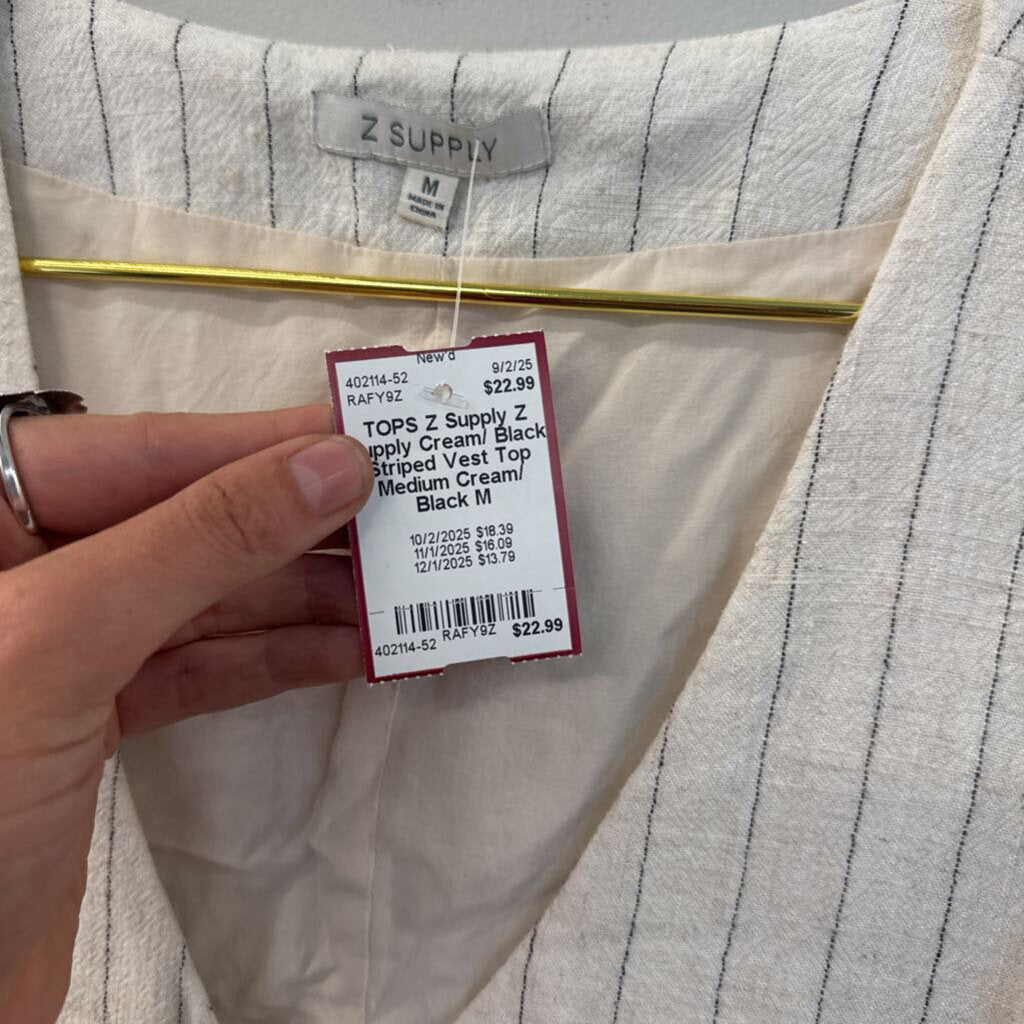 Z SUPPLY
M
MADE IN
CHINA
New'd
402114-52 9/2/25
RAFY9Z $22.99
TOPS Z Supply Z
upply Cream/ Black
Striped Vest Top
Medium Cream/
Black M
10/2/2025 $18.39
11/1/2025 $16.09
12/1/2025 $13.79
402114-52 RAFY9Z $22.99